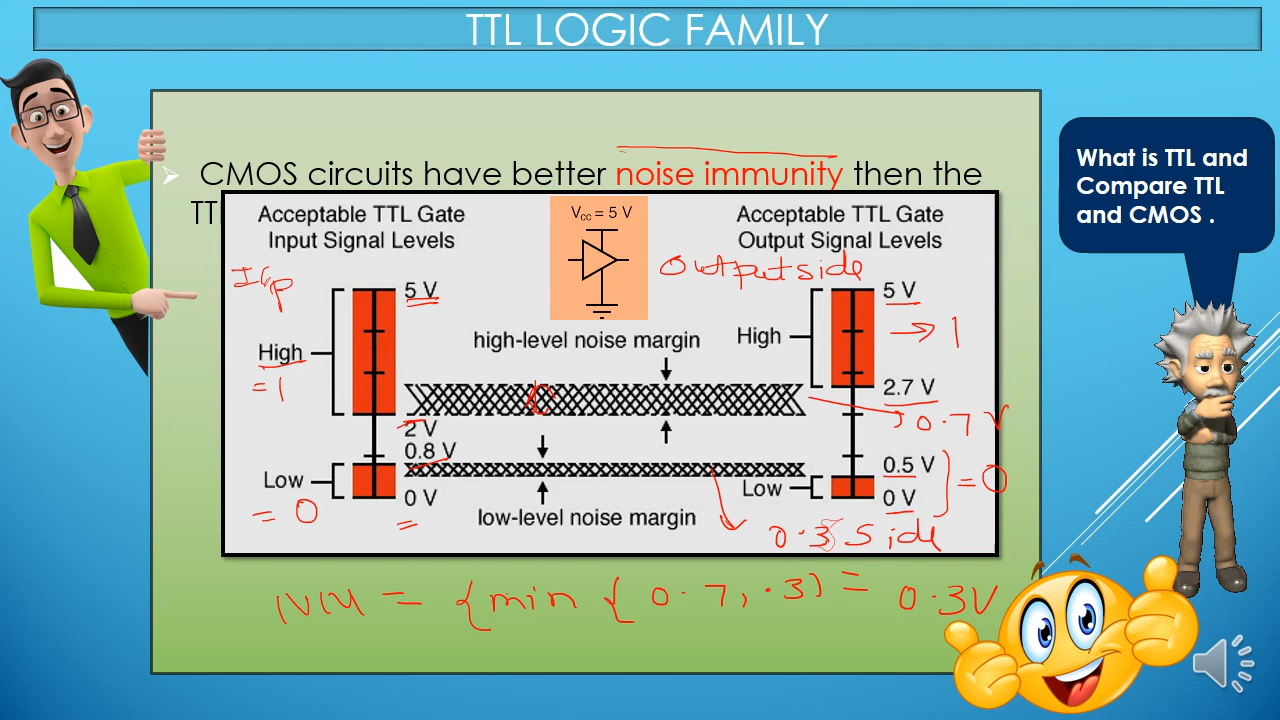 TTL LOGIC FAMILY
CMOS circuits have better noise immunity then the
TT
What is TTL and
Compare TTL
and CMOS .
Acceptable TTL Gate
Input Signal Levels
Vcc = 5 V
Acceptable TTL Gate
Output Signal Levels
I/p
Output side
5 V
5 V
High
= 1
high-level noise margin
High
→ 1
2.7 V
0.7 V
2 V
0.8 V
0.5 V
Low
= 0
0 V
=
low-level noise margin
Low
0 V
= 0
0.3 side
NM = {min { 0.7, .3) = 0.3V